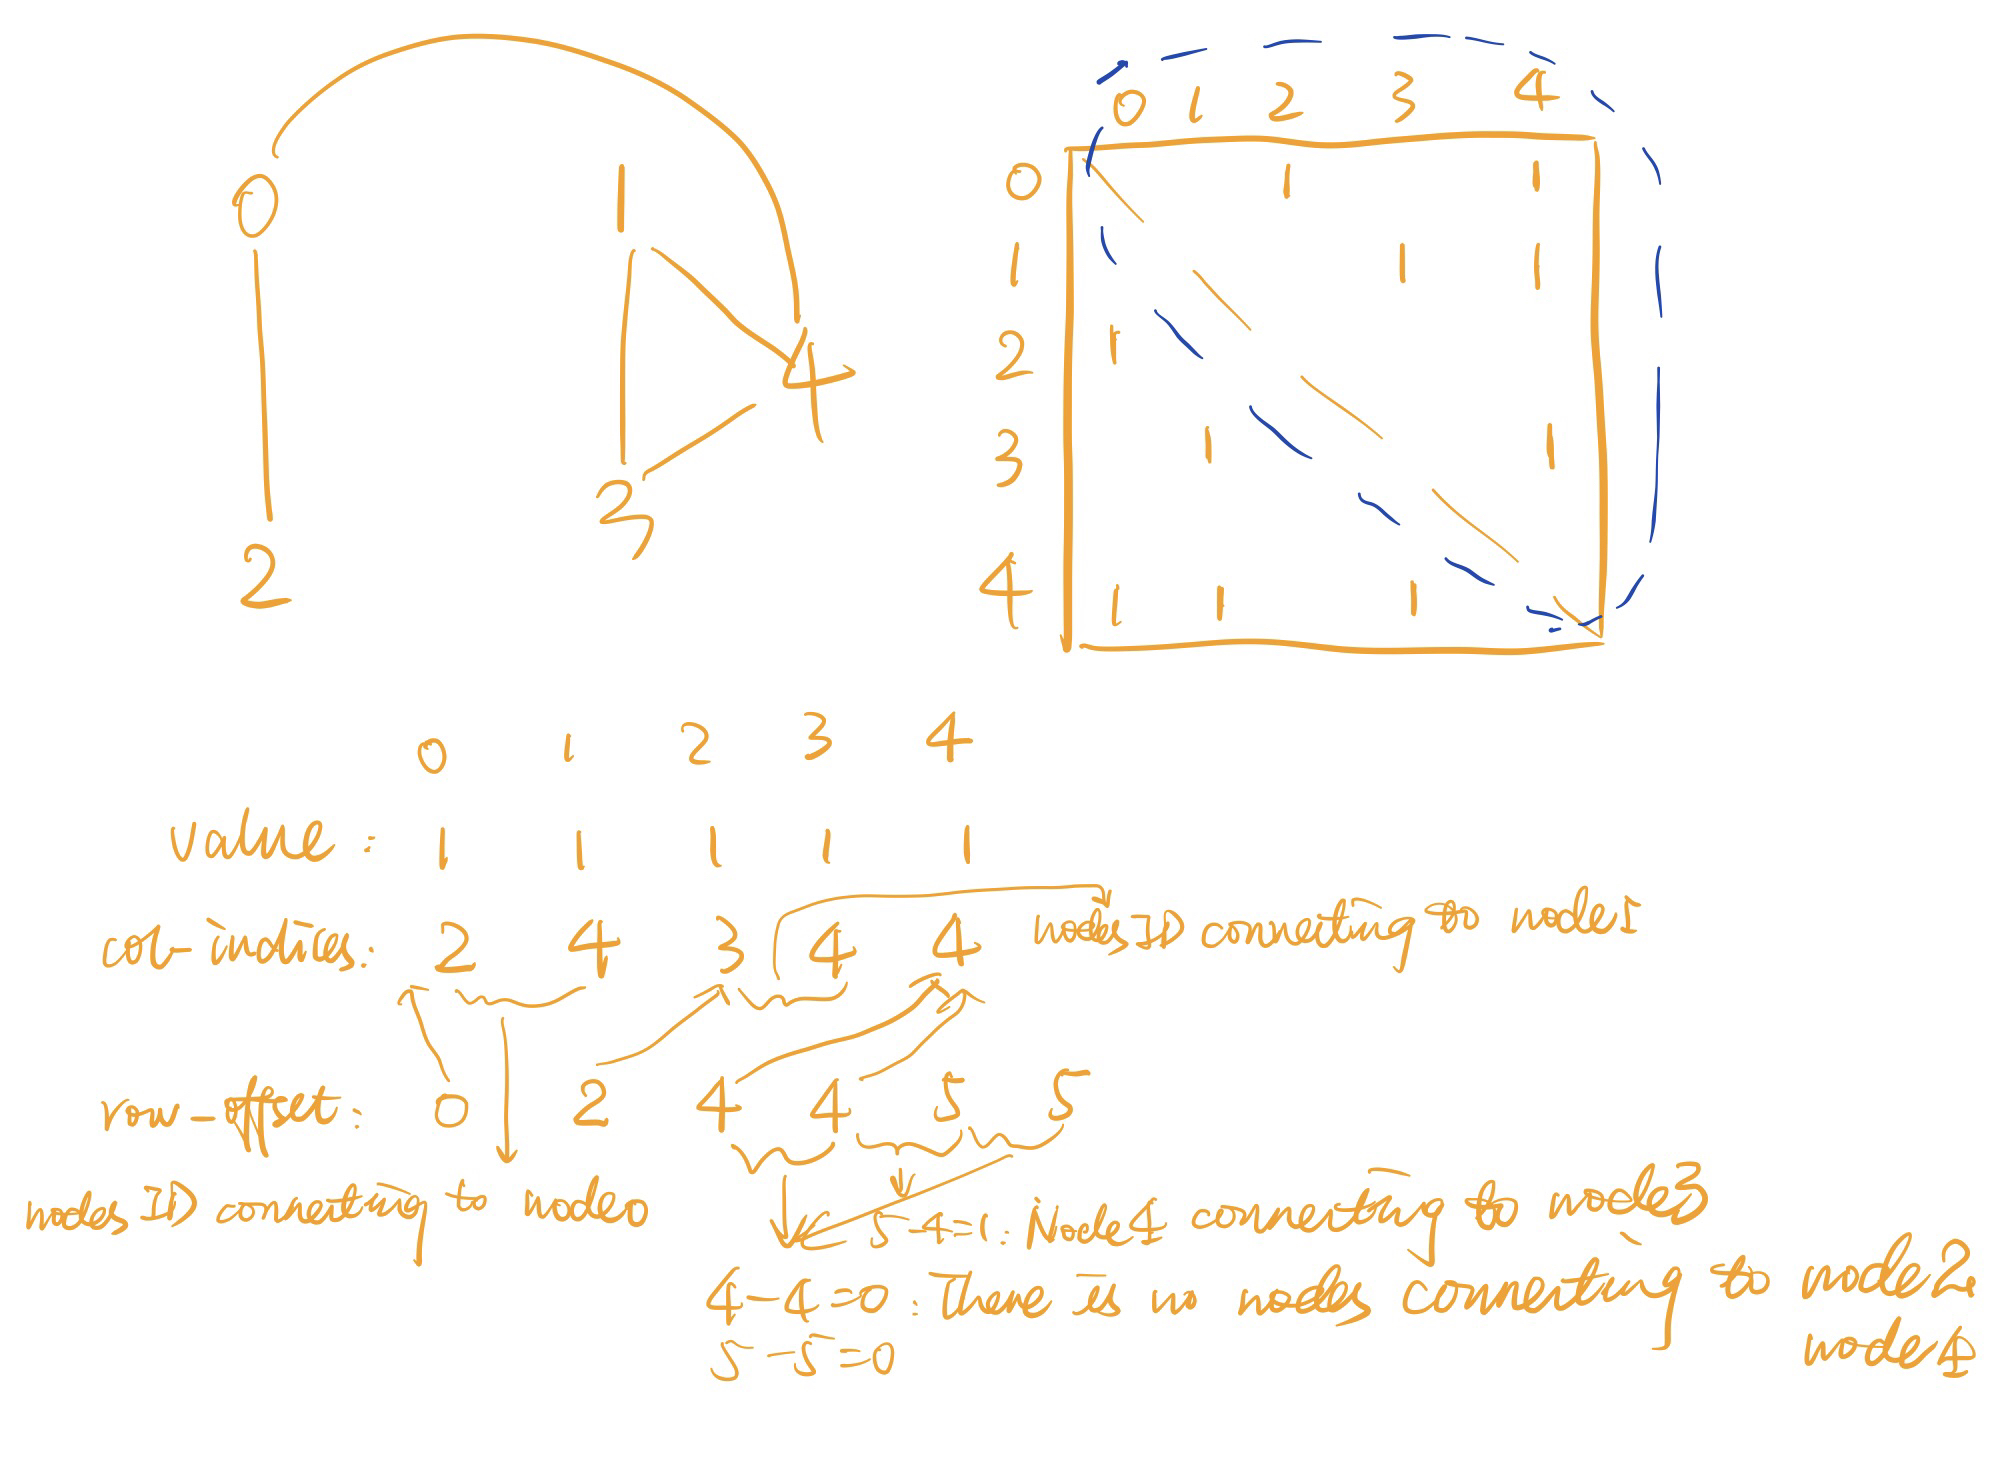 0 1
4
3
2
0 1 2 3 4
0 1 1
1 1 1
2 1
3 1 1
4 1 1 1
0 1 2 3 4
value: 1 1 1 1 1
col-indices: 2 4 3 4 4 nodes ID connecting to node1
row-offset: 0 2 4 4 5 5
nodes ID connecting to node0
5-4=1: Node4 connecting to node3
4-4=0: There is no nodes connecting to node2,
5-5=0 node4